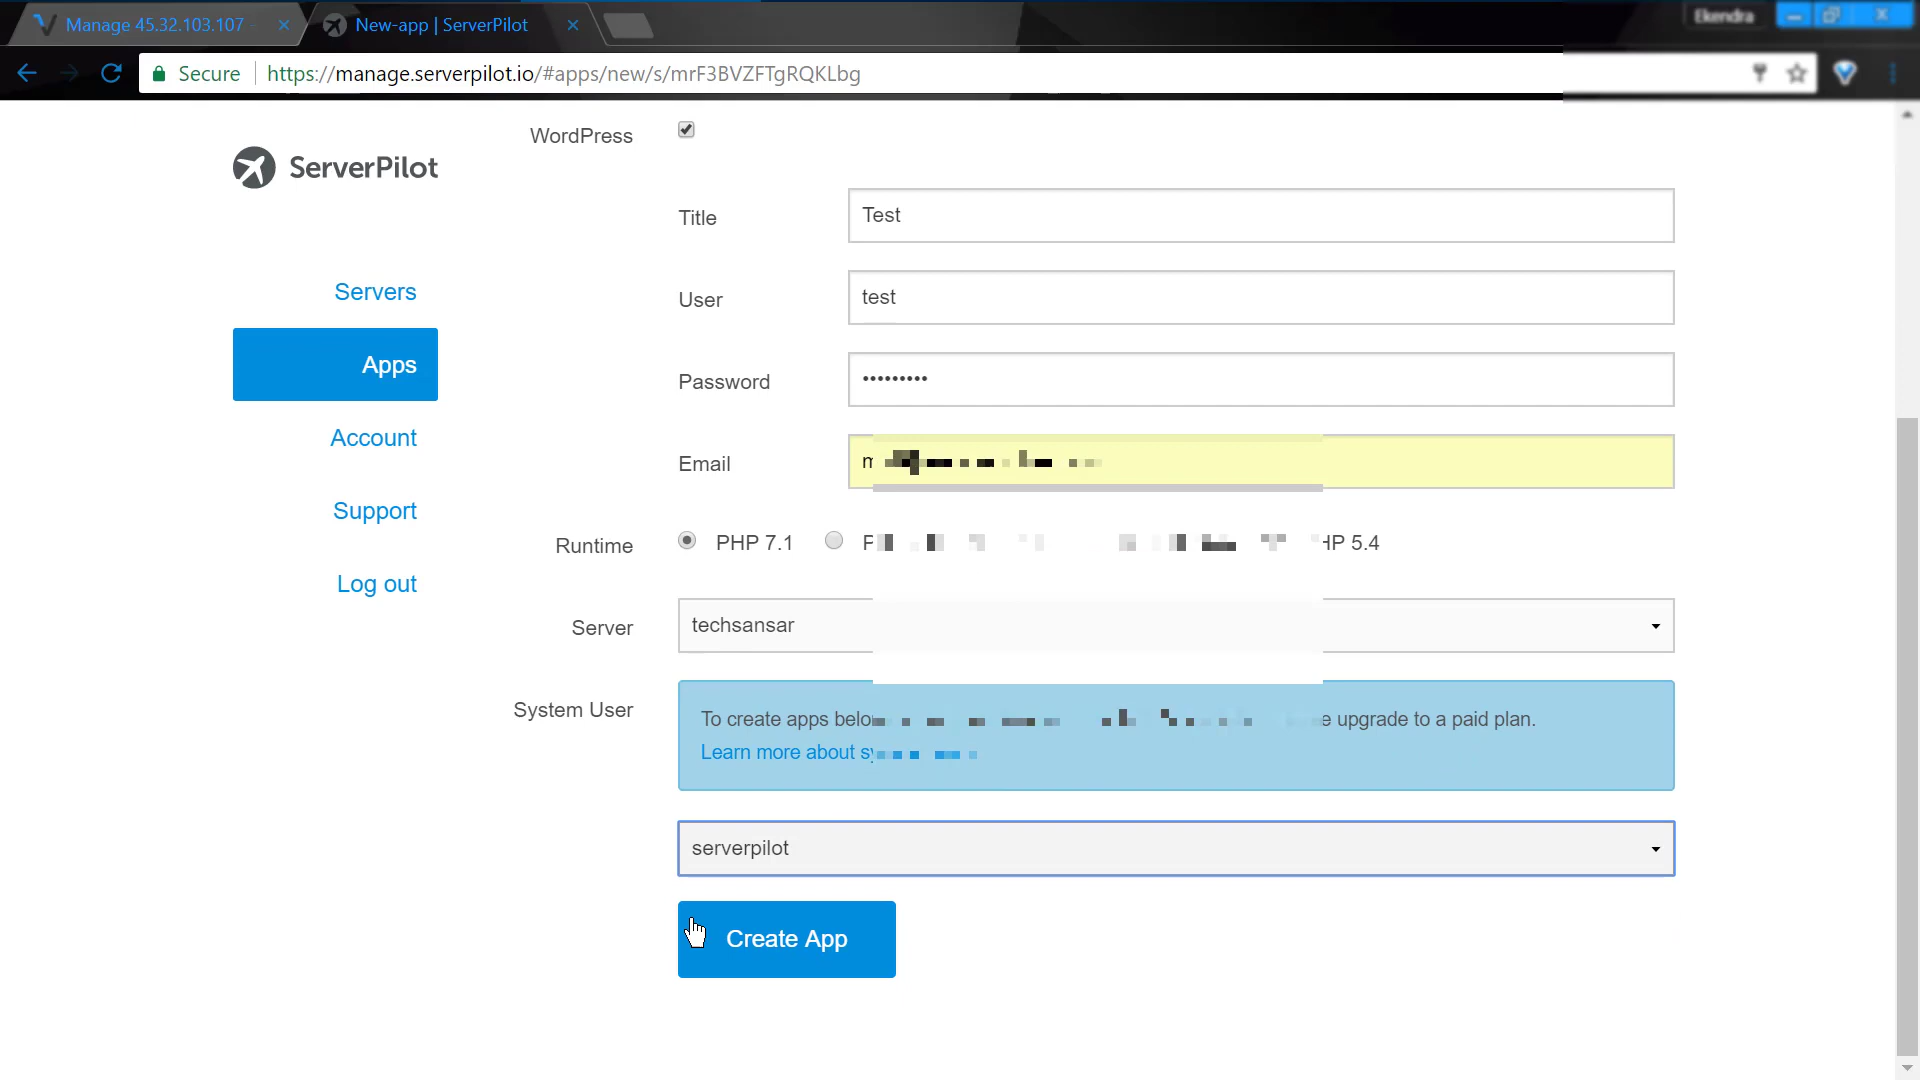 Manage 45.32.103.107
New-app | ServerPilot
Ekendra
Secure
https://manage.serverpilot.io/#apps/new/s/mrF3BVZFTgRQKLbg
ServerPilot
Servers
Apps
Account
Support
Log out
WordPress
Title Test
User test
Password •••••••••
Email
Runtime PHP 7.1 HP 5.4
Server techsansar
System User
To create apps upgrade to a paid plan.
Learn more about
serverpilot
Create App